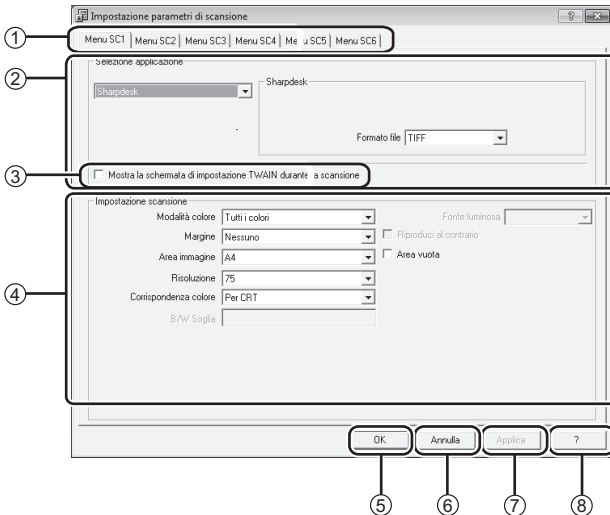 Impostazione parametri di scansione
?
①
Menu SC1 Menu SC2 Menu SC3 Menu SC4 Menu SC5 Menu SC6
②
Selezione applicazione
Sharpdesk
Sharpdesk
Formato file TIFF
③
Mostra la schermata di impostazione TWAIN durante la scansione
④
Impostazione scansione
Modalità colore Tutti i colori
Fonte luminosa
Margine Nessuno
Riproduci al contrario
Area immagine A4
Area vuota
Risoluzione 75
Corrispondenza colore Per CRT
B/W Soglia
OK Annulla Applica ?
⑤ ⑥ ⑦ ⑧